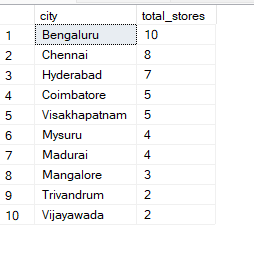 city total_stores
1 Bengaluru 10
2 Chennai 8
3 Hyderabad 7
4 Coimbatore 5
5 Visakhapatnam 5
6 Mysuru 4
7 Madurai 4
8 Mangalore 3
9 Trivandrum 2
10 Vijayawada 2